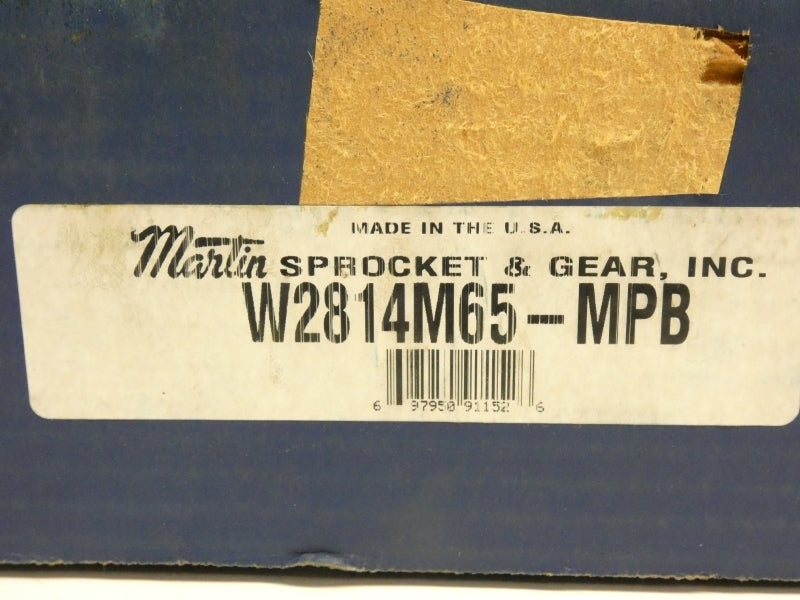 MADE IN THE U.S.A.
Martin SPROCKET & GEAR, INC.
W2814M65-MPB
6 97950 91152 6